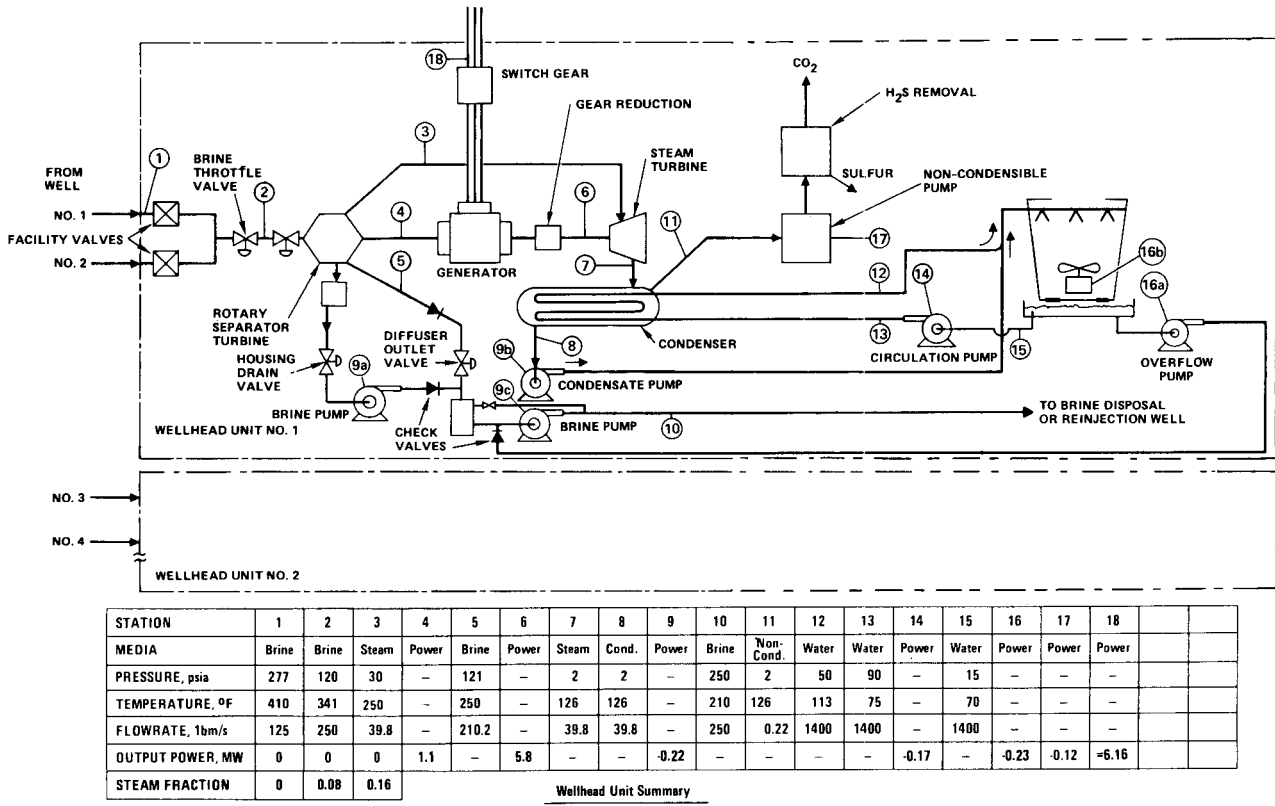 18
SWITCH GEAR
CO2
H2S REMOVAL
GEAR REDUCTION
3
STEAM
TURBINE
SULFUR
NON-CONDENSIBLE
PUMP
1
BRINE
THROTTLE
VALVE
2
FROM
WELL
NO. 1
FACILITY VALVES
NO. 2
4
6
11
17
GENERATOR
5
7
12
14
16b
16a
ROTARY
SEPARATOR
TURBINE
HOUSING
DRAIN
VALVE
DIFFUSER
OUTLET
VALVE
8
CONDENSER
13
CIRCULATION PUMP
15
OVERFLOW
PUMP
9a
9b
CONDENSATE PUMP
9c
BRINE PUMP
CHECK
VALVES
BRINE PUMP
10
TO BRINE DISPOSAL
OR REINJECTION WELL
WELLHEAD UNIT NO. 1
NO. 3
NO. 4
WELLHEAD UNIT NO. 2
STATION 1 2 3 4 5 6 7 8 9 10 11 12 13 14 15 16 17 18
MEDIA Brine Brine Steam Power Brine Power Steam Cond. Power Brine Non-Cond. Water Water Power Water Power Power Power
PRESSURE, psia 277 120 30 – 121 – 2 2 – 250 2 50 90 – 15 – – –
TEMPERATURE, ºF 410 341 250 – 250 – 126 126 – 210 126 113 75 – 70 – – –
FLOWRATE, 1bm/s 125 250 39.8 – 210.2 – 39.8 39.8 – 250 0.22 1400 1400 – 1400 – – –
OUTPUT POWER, MW 0 0 0 1.1 – 5.8 – – -0.22 – – – – -0.17 – -0.23 -0.12 =6.16
STEAM FRACTION 0 0.08 0.16
Wellhead Unit Summary